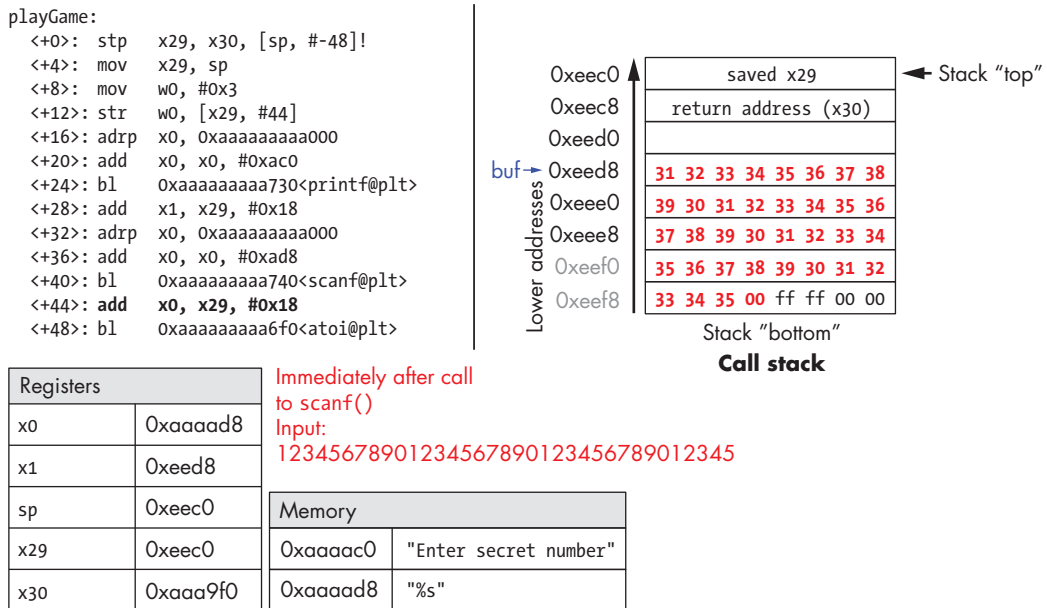 playGame:
<+0>: stp x29, x30, [sp, #-48]!
<+4>: mov x29, sp
<+8>: mov w0, #0x3
<+12>: str w0, [x29, #44]
<+16>: adrp x0, 0xaaaaaaaaa000
<+20>: add x0, x0, #0xac0
<+24>: bl 0xaaaaaaaaa730<printf@plt>
<+28>: add x1, x29, #0x18
<+32>: adrp x0, 0xaaaaaaaaa000
<+36>: add x0, x0, #0xad8
<+40>: bl 0xaaaaaaaaa740<scanf@plt>
<+44>: add x0, x29, #0x18
<+48>: bl 0xaaaaaaaaa6f0<atoi@plt>
0xeec0 saved x29 Stack “top”
0xeec8 return address (x30)
0xeed0
buf 0xeed8 31 32 33 34 35 36 37 38
0xeee0 39 30 31 32 33 34 35 36
0xeee8 37 38 39 30 31 32 33 34
0xeef0 35 36 37 38 39 30 31 32
0xeef8 33 34 35 00 ff ff 00 00
Lower addresses
Stack “bottom”
Call stack
Registers
x0 0xaaaad8
x1 0xeed8
sp 0xeec0
x29 0xeec0
x30 0xaaa9f0
Immediately after call
to scanf()
Input:
12345678901234567890123456789012345
Memory
0xaaaac0 "Enter secret number"
0xaaaad8 "%s"